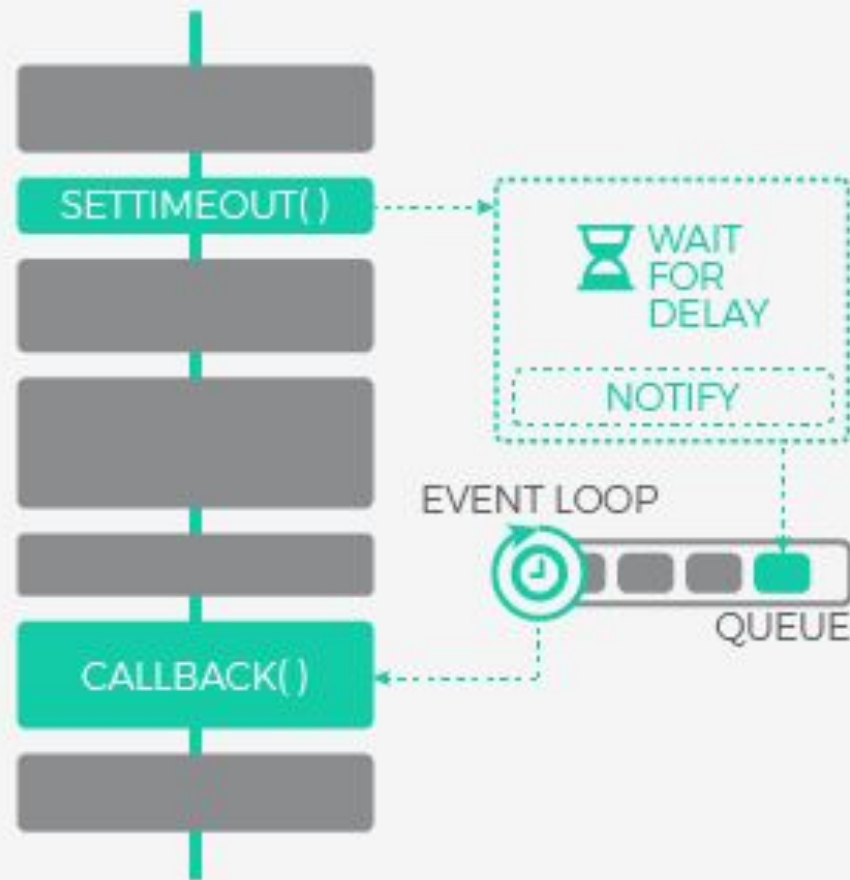 SETTIMEOUT( )
WAIT
FOR
DELAY
NOTIFY
EVENT LOOP
QUEUE
CALLBACK( )